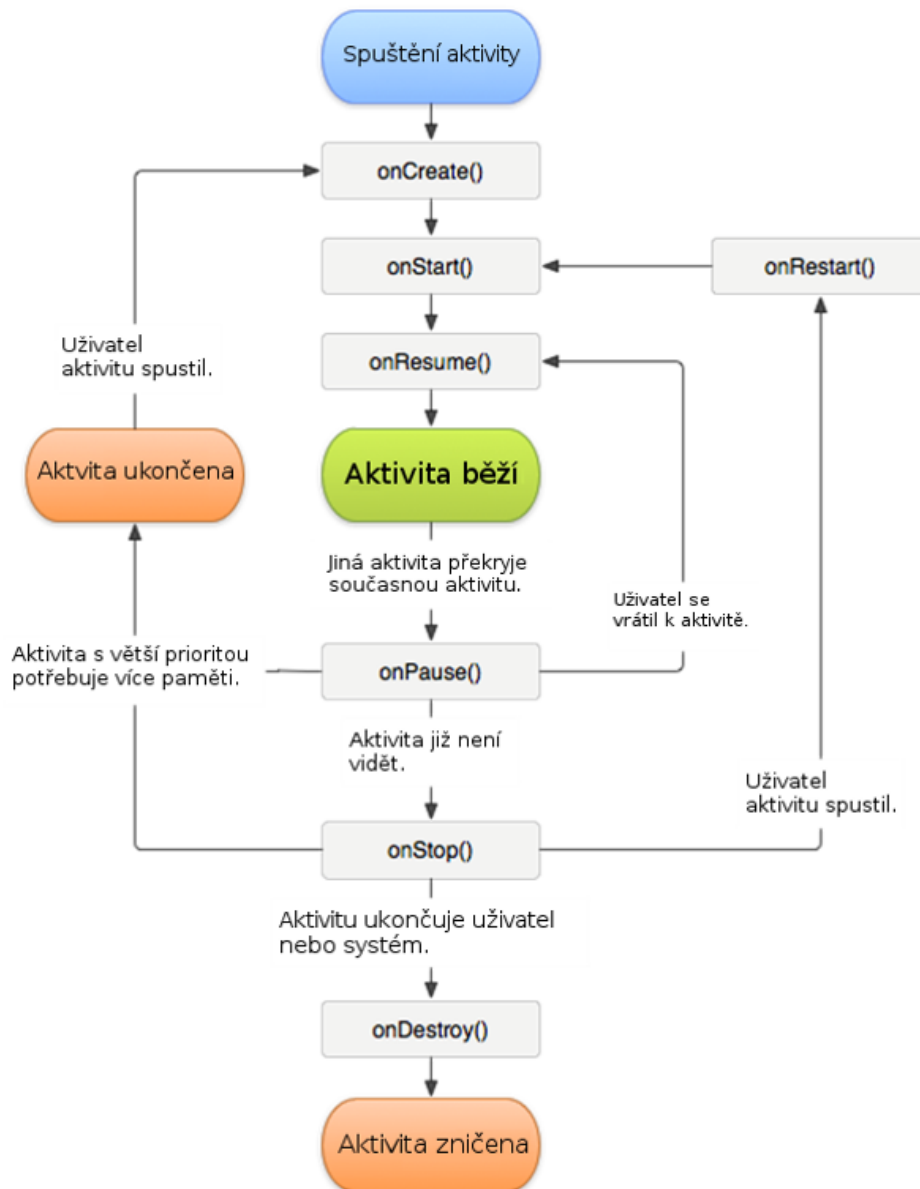 Spuštění aktivity
onCreate()
onStart()
onRestart()
Uživatel
aktivitu spustil.
onResume()
Aktvita ukončena
Aktivita běží
Jiná aktivita překryje
současnou aktivitu.
Uživatel se
vrátil k aktivitě.
Aktivita s větší prioritou
potřebuje více paměti.
onPause()
Aktivita již není
vidět.
Uživatel
aktivitu spustil.
onStop()
Aktivitu ukončuje uživatel
nebo systém.
onDestroy()
Aktivita zničena